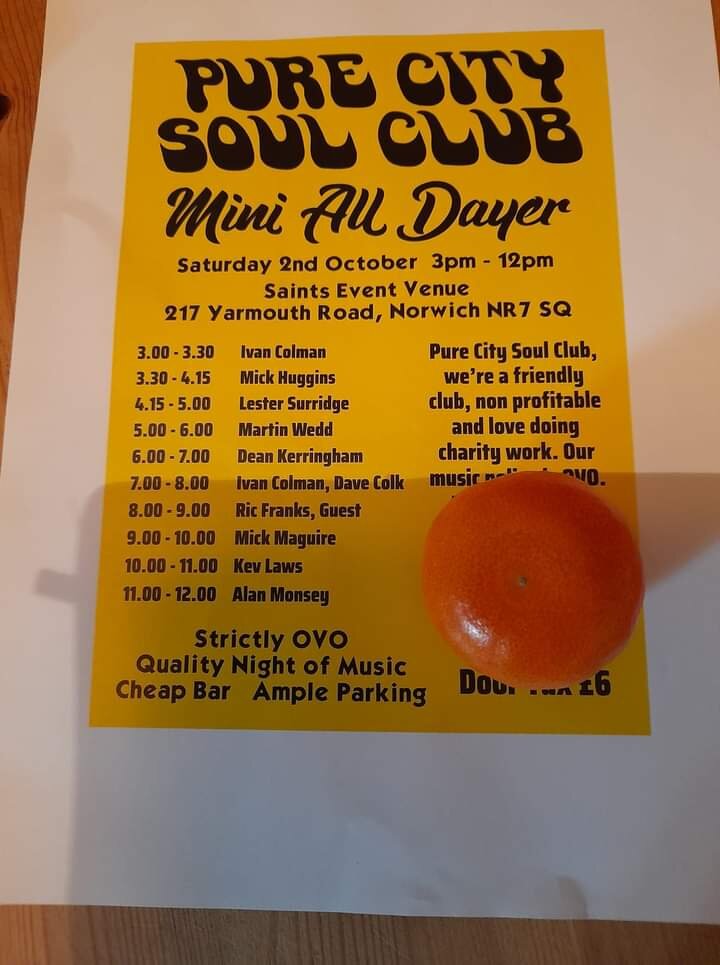 PURE CITY
SOUL CLUB
Mini All Dayer
Saturday 2nd October 3pm - 12pm
Saints Event Venue
217 Yarmouth Road, Norwich NR7 SQ
3.00 - 3.30 Ivan Colman
3.30 - 4.15 Mick Huggins
4.15 - 5.00 Lester Surridge
5.00 - 6.00 Martin Wedd
6.00 - 7.00 Dean Kerringham
7.00 - 8.00 Ivan Colman, Dave Colk
8.00 - 9.00 Ric Franks, Guest
9.00 - 10.00 Mick Maguire
10.00 - 11.00 Kev Laws
11.00 - 12.00 Alan Monsey
Pure City Soul Club,
we're a friendly
club, non profitable
and love doing
charity work. Our
music OVO.
Strictly OVO
Quality Night of Music
Cheap Bar Ample Parking
Door £6